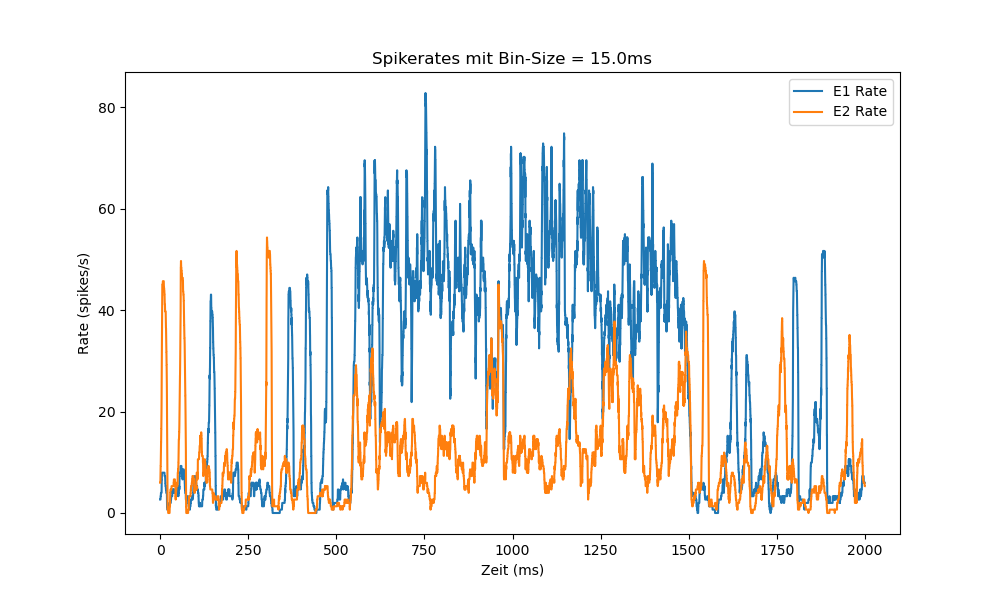 Spikerates mit Bin-Size = 15.0ms
E1 Rate
E2 Rate
Rate (spikes/s)
80
60
40
20
0
0 250 500 750 1000 1250 1500 1750 2000
Zeit (ms)